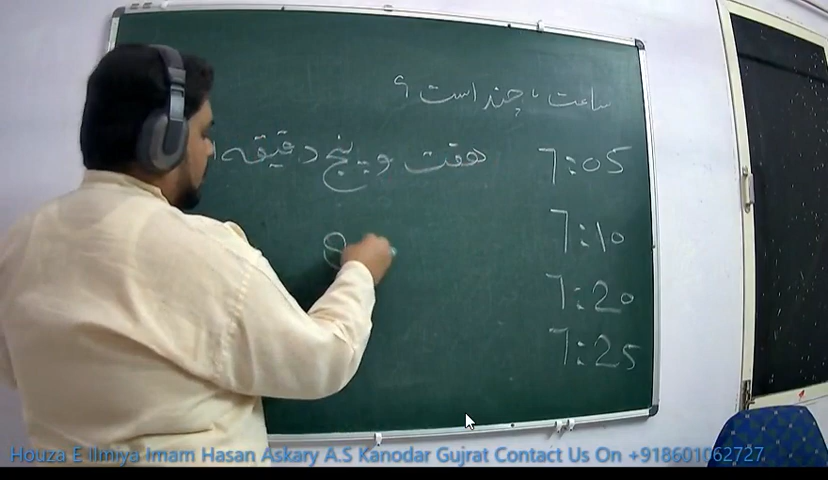 ساعت ، چند است ؟
7:05 هفت و پنج دقیقه
7:10
7:20
7:25
Houza E Ilmiya Imam Hasan Askary A.S Kanodar Gujrat Contact Us On +918601062727